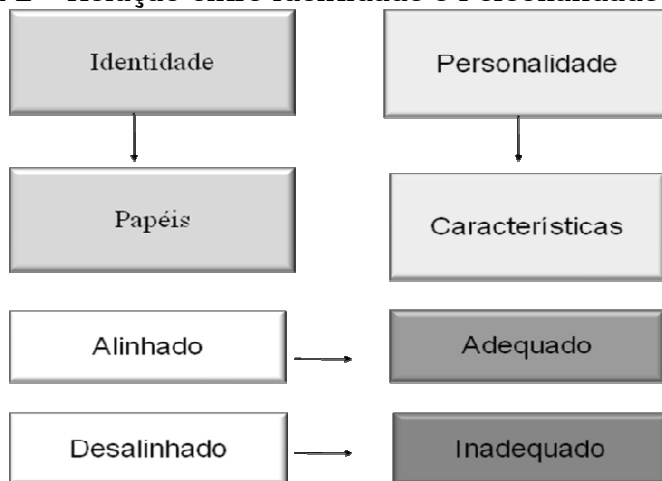 Identidade
Personalidade
Papéis
Características
Alinhado
Adequado
Desalinhado
Inadequado